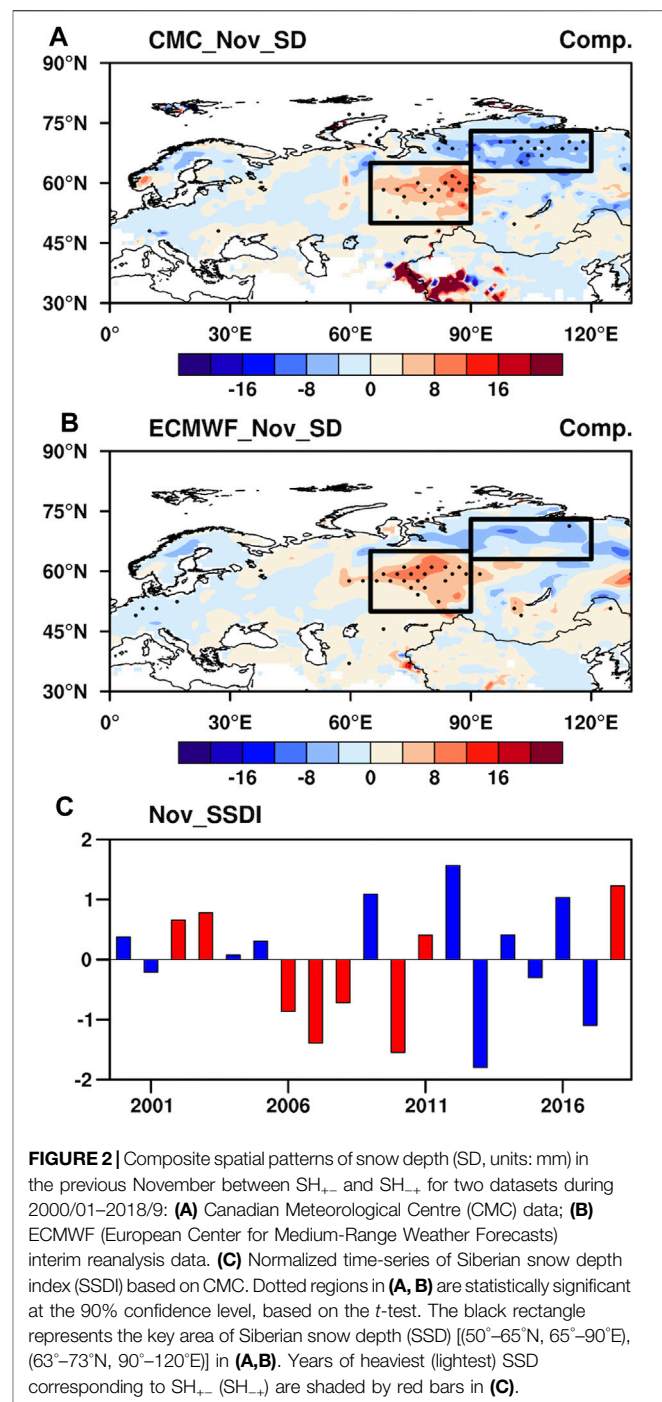 A
CMC_Nov_SD Comp.
90°N
75°N
60°N
45°N
30°N
0° 30°E 60°E 90°E 120°E
-16 -8 0 8 16
B
ECMWF_Nov_SD Comp.
90°N
75°N
60°N
45°N
30°N
0° 30°E 60°E 90°E 120°E
-16 -8 0 8 16
C
Nov_SSDI
2
1
0
-1
-2
2001 2006 2011 2016
FIGURE 2 | Composite spatial patterns of snow depth (SD, units: mm) in
the previous November between SH+− and SH−+ for two datasets during
2000/01–2018/9: (A) Canadian Meteorological Centre (CMC) data; (B)
ECMWF (European Center for Medium-Range Weather Forecasts)
interim reanalysis data. (C) Normalized time-series of Siberian snow depth
index (SSDI) based on CMC. Dotted regions in (A, B) are statistically significant
at the 90% confidence level, based on the t-test. The black rectangle
represents the key area of Siberian snow depth (SSD) [(50°–65°N, 65°–90°E),
(63°–73°N, 90°–120°E)] in (A,B). Years of heaviest (lightest) SSD
corresponding to SH+− (SH−+) are shaded by red bars in (C).